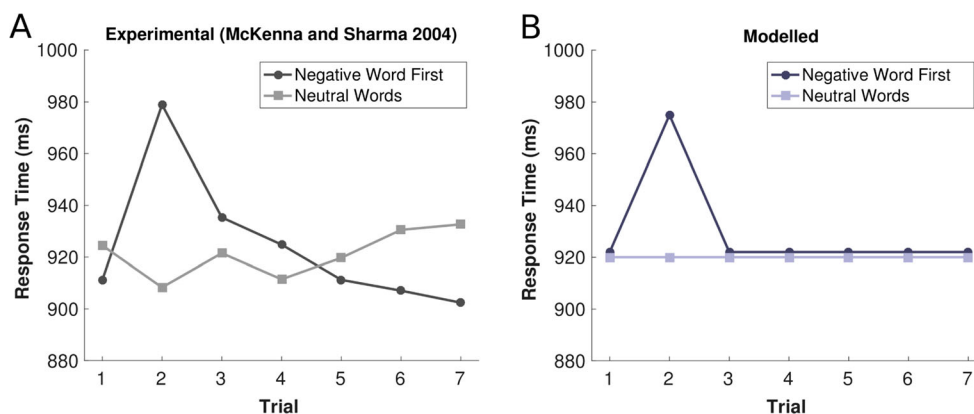 A
Experimental (McKenna and Sharma 2004)
Negative Word First
Neutral Words
Response Time (ms)
1000
980
960
940
920
900
880
1 2 3 4 5 6 7
Trial
B
Modelled
Negative Word First
Neutral Words
Response Time (ms)
1000
980
960
940
920
900
880
1 2 3 4 5 6 7
Trial